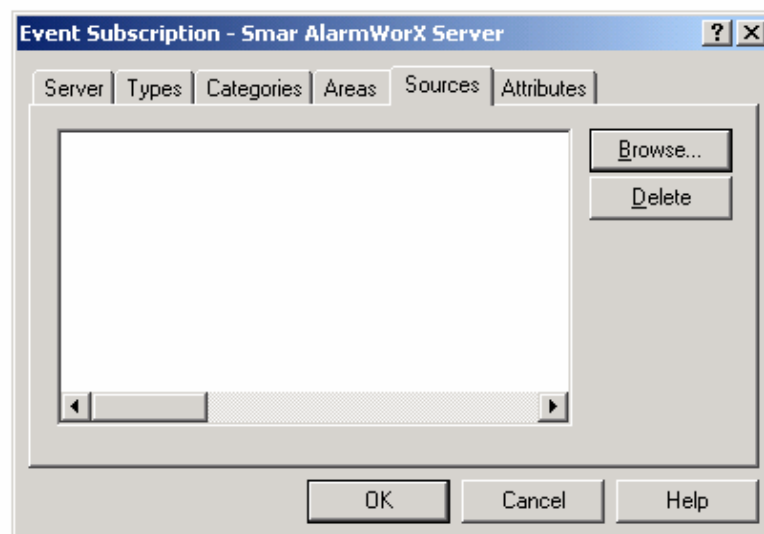 Event Subscription - Smar AlarmWorX Server
Server Types Categories Areas Sources Attributes
Browse...
Delete
OK Cancel Help